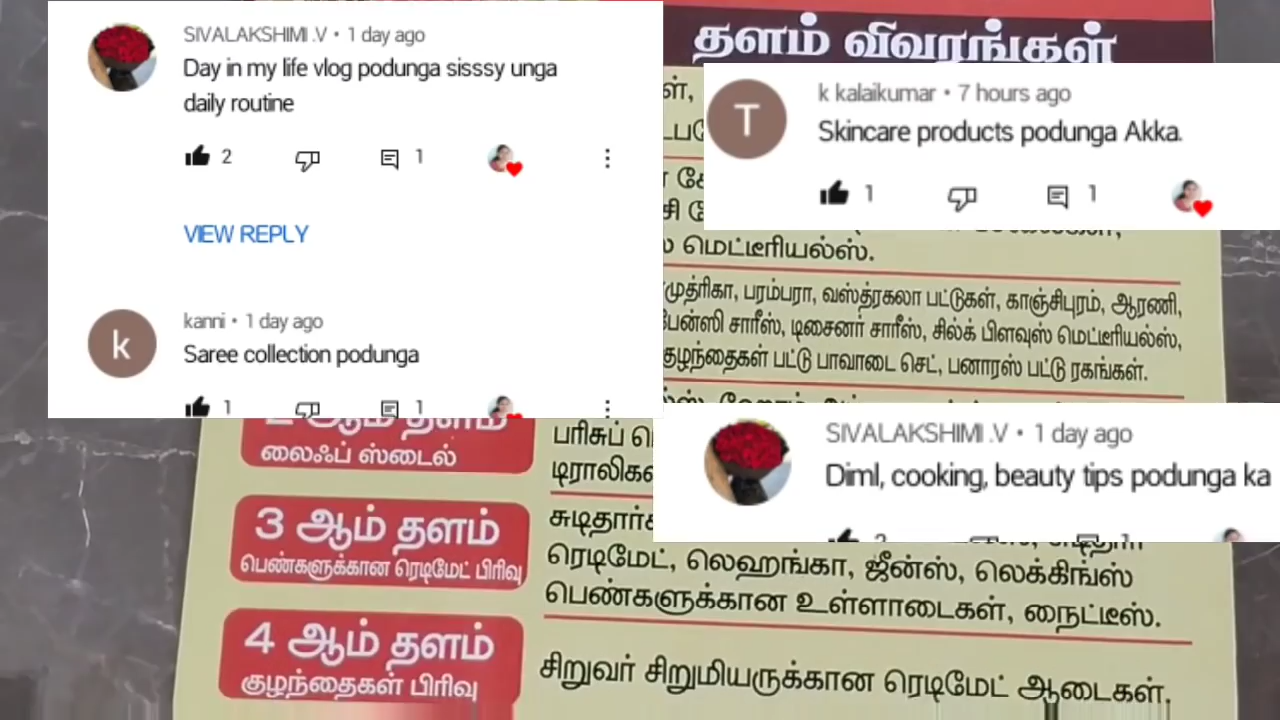 SIVALAKSHIMI .V • 1 day ago
Day in my life vlog podunga sisssy unga
daily routine
2
1
VIEW REPLY
k
kanni • 1 day ago
Saree collection podunga
1
1
தளம் விவரங்கள்
T
k kalaikumar • 7 hours ago
Skincare products podunga Akka.
1
1
மெட்டீரியல்ஸ்.
பரம்பரா, வஸ்த்ரகலா பட்டுகள், காஞ்சிபுரம், ஆரணி,
சாரீஸ், டிசைனர் சாரீஸ், சில்க் பிளவுஸ் மெட்டீரியல்ஸ்,
குழந்தைகள் பட்டு பாவாடை செட், பனாரஸ் பட்டு ரகங்கள்.
SIVALAKSHIMI .V • 1 day ago
Diml, cooking, beauty tips podunga ka
2 ஆம் தளம்
லைஃப் ஸ்டைல்
பரிசுப்
3 ஆம் தளம்
பெண்களுக்கான ரெடிமேட் பிரிவு
ரெடிமேட், லெஹங்கா, ஜீன்ஸ், லெக்கிங்ஸ்
பெண்களுக்கான உள்ளாடைகள், நைட்டீஸ்.
4 ஆம் தளம்
குழந்தைகள் பிரிவு
சிறுவர் சிறுமியருக்கான ரெடிமேட் ஆடைகள்.